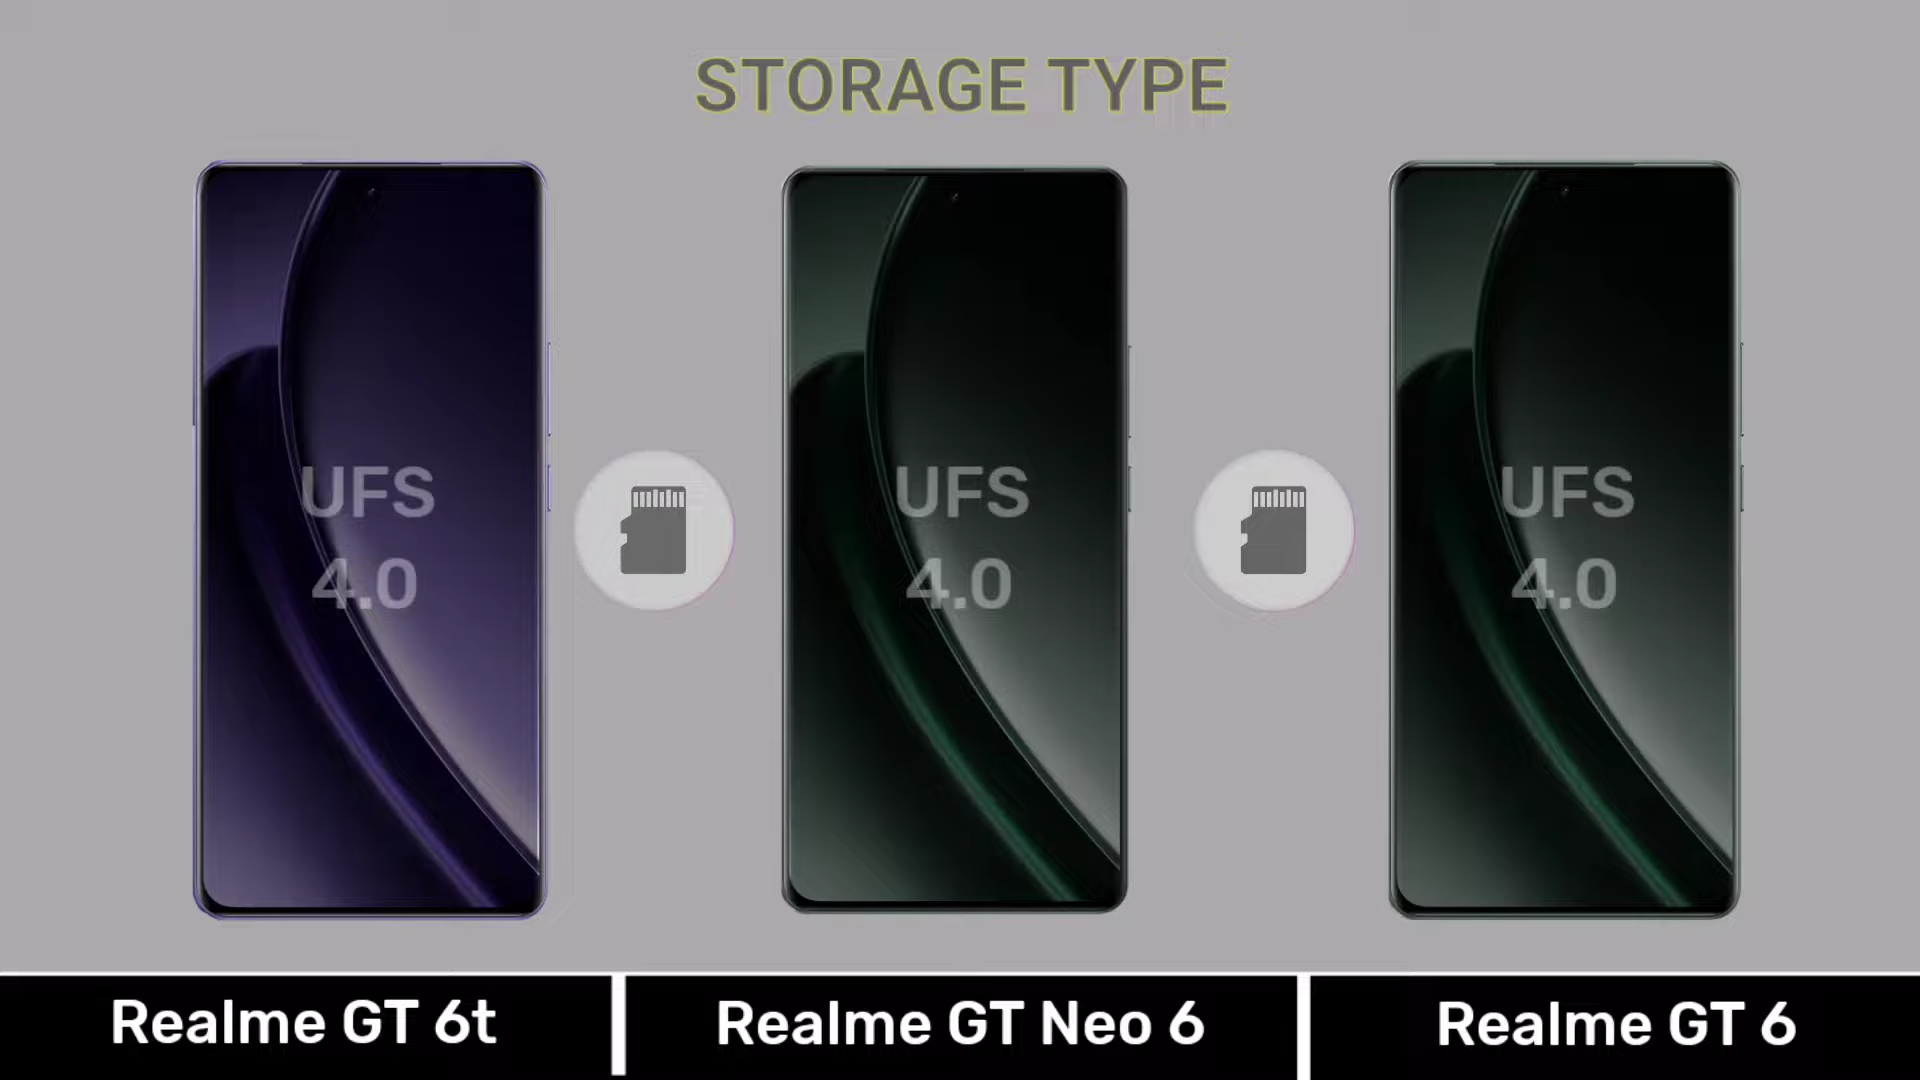 STORAGE TYPE
UFS
4.0
UFS
4.0
UFS
4.0
Realme GT 6t
Realme GT Neo 6
Realme GT 6